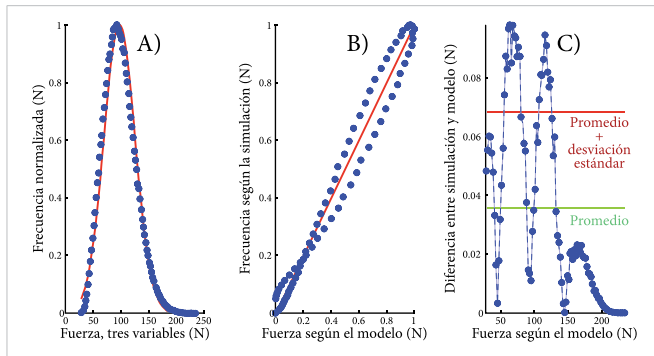 A)
Frecuencia normalizada (N)
1
0.8
0.6
0.4
0.2
0
50
100
150
200
250
Fuerza, tres variables (N)
B)
Frecuencia según la simulación (N)
1
0.8
0.6
0.4
0.2
0
0
0.2
0.4
0.6
0.8
1
Fuerza según el modelo (N)
C)
Diferencia entre simulacion y modelo (N)
0.08
0.06
0.04
0.02
0
50
100
150
200
Promedio
+
desviación
estándar
Promedio
Fuerza según el modelo (N)